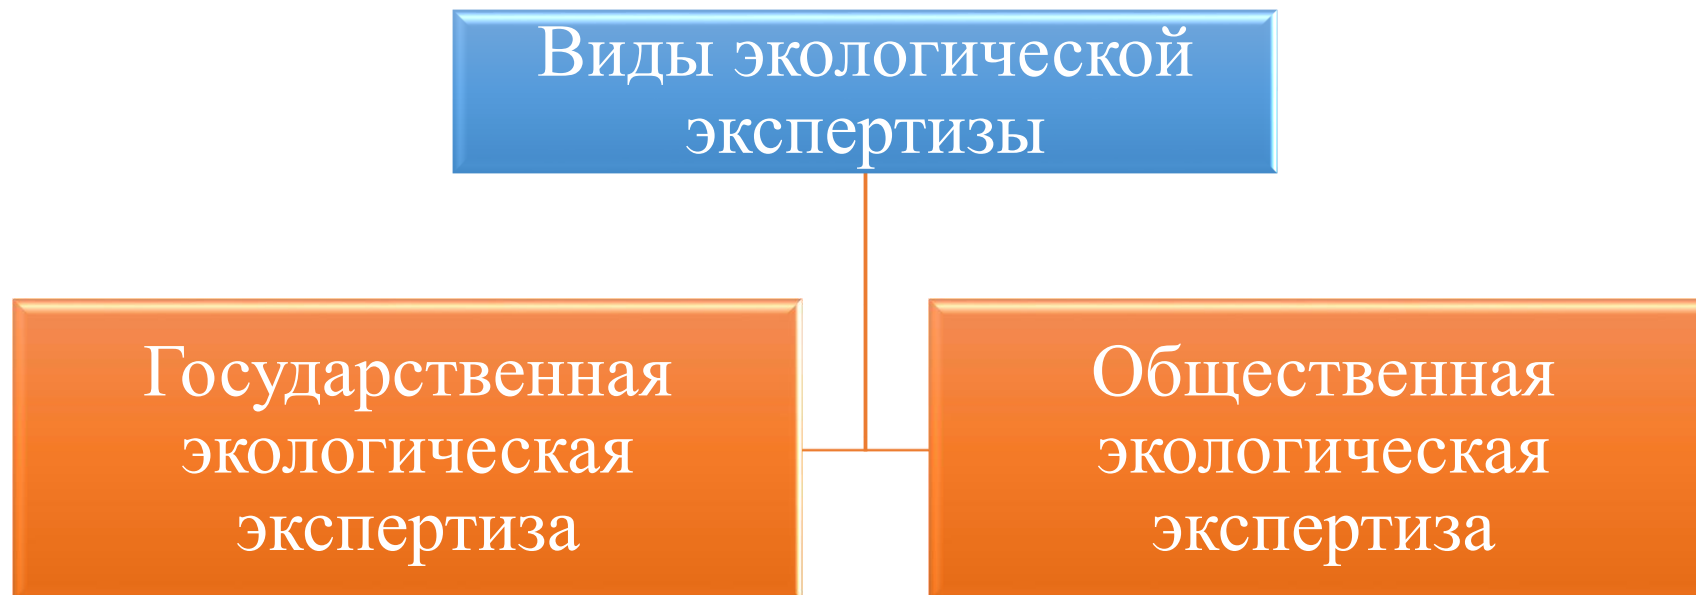 Виды экологической
экспертизы
Государственная
экологическая
экспертиза
Общественная
экологическая
экспертиза